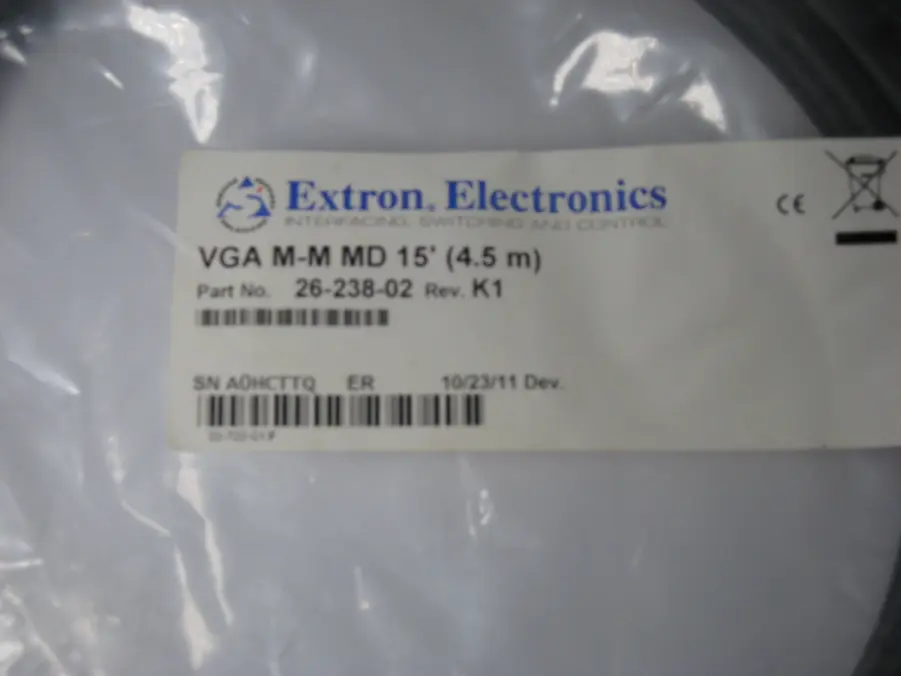 Extron. Electronics
INTERFACING, SWITCHING AND CONTROL
CE
VGA M-M MD 15' (4.5 m)
Part No. 26-238-02 Rev. K1
SN A0HCTTQ ER 10/23/11 Dev.